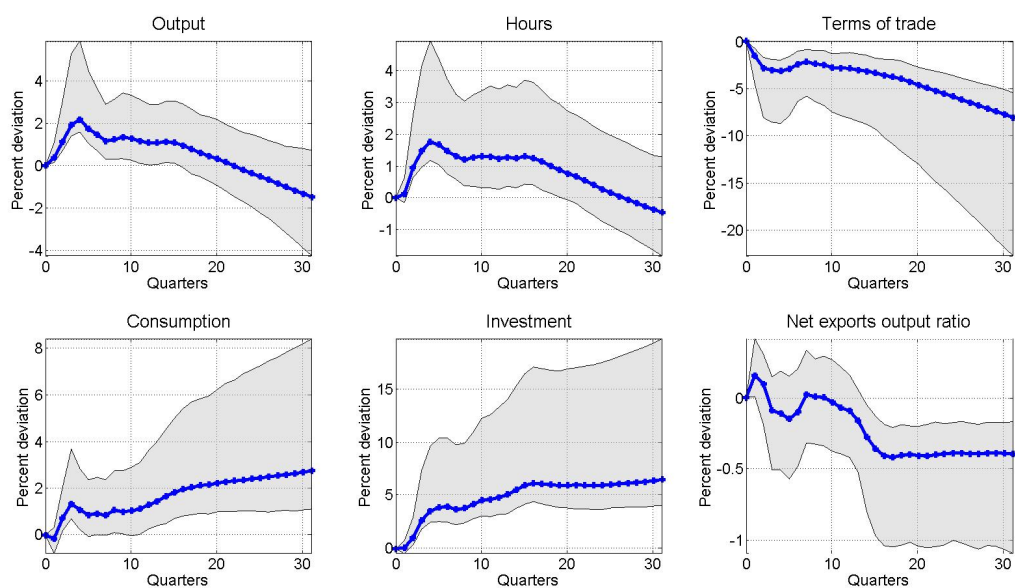 Output
Percent deviation
4
2
0
-2
-4
0
10
20
30
Quarters
Hours
Percent deviation
4
3
2
1
0
-1
0
10
20
30
Quarters
Terms of trade
Percent deviation
0
-5
-10
-15
-20
0
10
20
30
Quarters
Consumption
Percent deviation
8
6
4
2
0
0
10
20
30
Quarters
Investment
Percent deviation
15
10
5
0
0
10
20
30
Quarters
Net exports output ratio
Percent deviation
0
-0.5
-1
0
10
20
30
Quarters